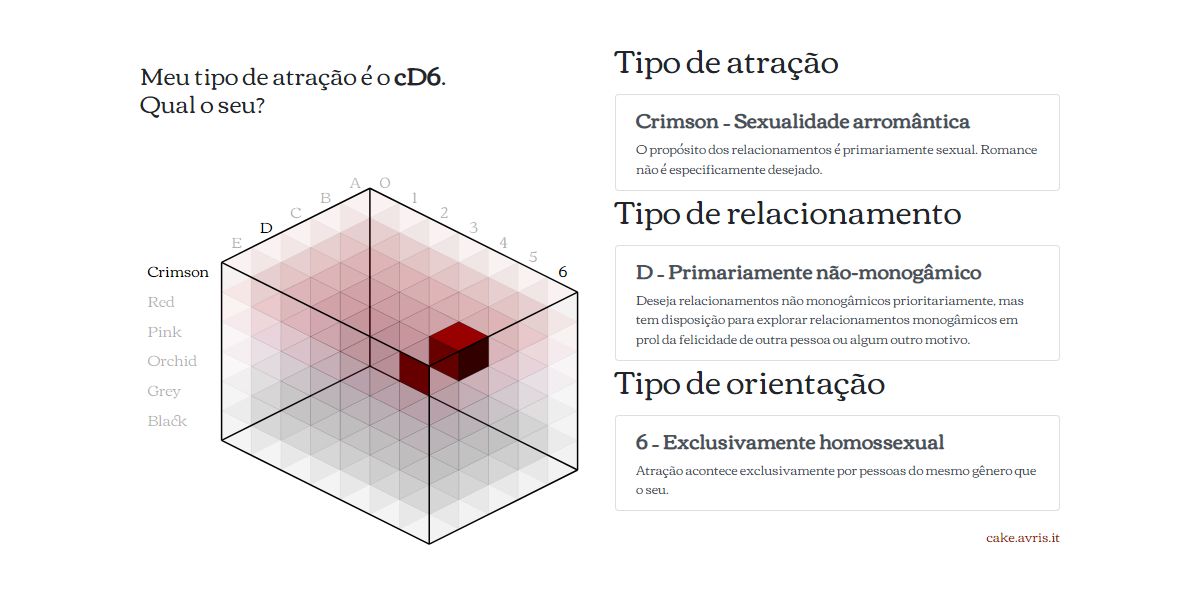 Meu tipo de atração é o cD6.
Qual o seu?
A O
B 1
C 2
D 3
E 4
5
Crimson 6
Red
Pink
Orchid
Grey
Black
Tipo de atração
Crimson - Sexualidade arromântica
O propósito dos relacionamentos é primariamente sexual. Romance
não é especificamente desejado.
Tipo de relacionamento
D - Primariamente não-monogâmico
Deseja relacionamentos não monogâmicos prioritariamente, mas
tem disposição para explorar relacionamentos monogâmicos em
prol da felicidade de outra pessoa ou algum outro motivo.
Tipo de orientação
6 - Exclusivamente homossexual
Atração acontece exclusivamente por pessoas do mesmo gênero que
o seu.
cake.avris.it